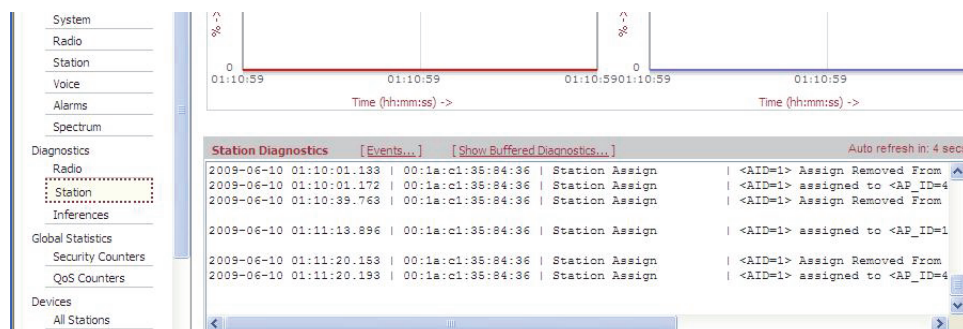 System
Radio
Station
Voice
Alarms
Spectrum
Diagnostics
Radio
Station
Inferences
Global Statistics
Security Counters
QoS Counters
Devices
All Stations
% ->
0
01:10:59 01:10:59 01:10:59
Time (hh:mm:ss) ->
% ->
0
01:10:59 01:10:59
Time (hh:mm:ss) ->
Station Diagnostics [Events...] [Show Buffered Diagnostics...] Auto refresh in: 4 sec
2009-06-10 01:10:01.133 | 00:1a:c1:35:84:36 | Station Assign | <AID=1> Assign Removed From
2009-06-10 01:10:01.172 | 00:1a:c1:35:84:36 | Station Assign | <AID=1> assigned to <AP_ID=4
2009-06-10 01:10:39.763 | 00:1a:c1:35:84:36 | Station Assign | <AID=1> Assign Removed From
2009-06-10 01:11:13.896 | 00:1a:c1:35:84:36 | Station Assign | <AID=1> assigned to <AP_ID=1
2009-06-10 01:11:20.153 | 00:1a:c1:35:84:36 | Station Assign | <AID=1> Assign Removed From
2009-06-10 01:11:20.193 | 00:1a:c1:35:84:36 | Station Assign | <AID=1> assigned to <AP_ID=4